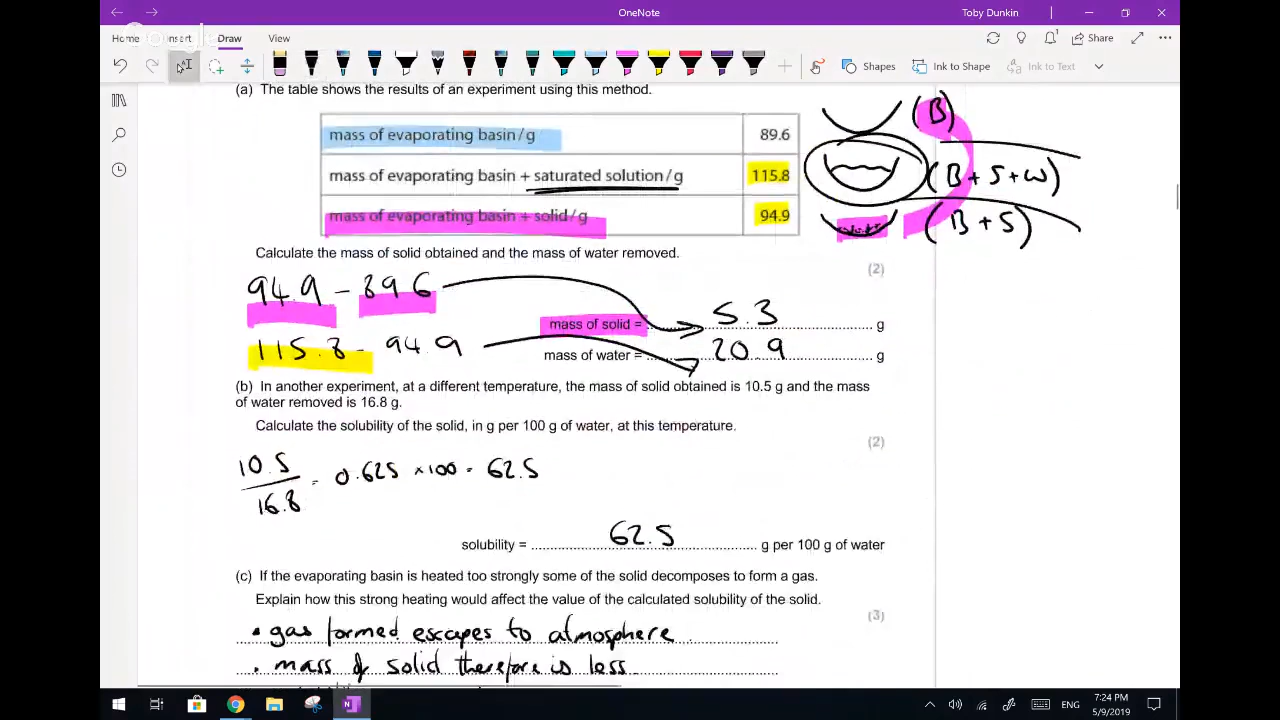 OneNote
Toby Dunkin
Home Insert Draw View
Share
Shapes
Ink to Shape
Ink to Text
(a) The table shows the results of an experiment using this method.
mass of evaporating basin/g 89.6
mass of evaporating basin + saturated solution/g 115.8
mass of evaporating basin + solid/g 94.9
(B)
(B + S + W)
(B + S)
Calculate the mass of solid obtained and the mass of water removed.
(2)
94.9 - 89.6
mass of solid = 5.3 g
115.8 - 94.9
mass of water = 20.9 g
(b) In another experiment, at a different temperature, the mass of solid obtained is 10.5 g and the mass
of water removed is 16.8 g.
Calculate the solubility of the solid, in g per 100 g of water, at this temperature.
(2)
10.5
16.8
= 0.625 × 100 = 62.5
solubility = 62.5 g per 100 g of water
(c) If the evaporating basin is heated too strongly some of the solid decomposes to form a gas.
Explain how this strong heating would affect the value of the calculated solubility of the solid.
(3)
• gas formed escapes to atmosphere
• mass of solid therefore is less
ENG
7:24 PM
5/9/2019